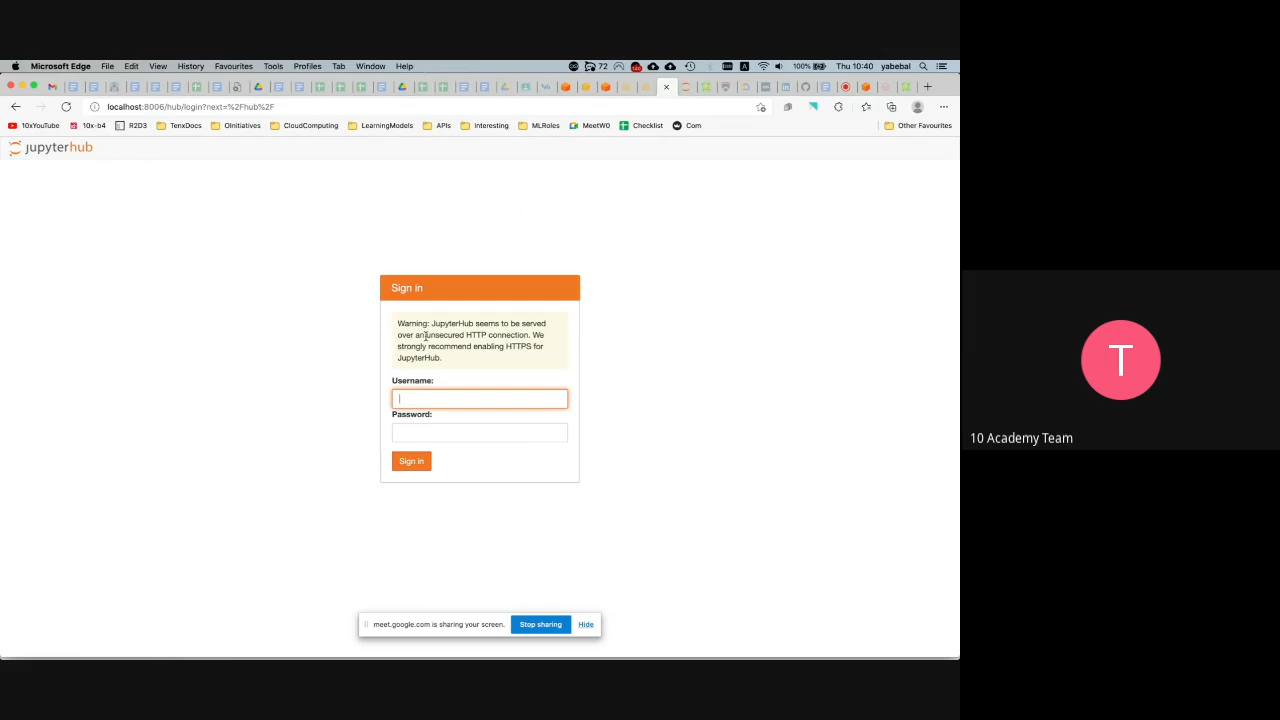 Microsoft Edge File Edit View History Favourites Tools Profiles Tab Window Help 72 100% Thu 10:40 yabebal
localhost:8006/hub/login?next=%2Fhub%2F
10xYouTube 10x-b4 R2D3 TenxDocs OInitiatives CloudComputing LearningModels APIs Interesting MLRoles MeetW0 Checklist Com Other Favourites
jupyterhub
Sign in
Warning: JupyterHub seems to be served
over an unsecured HTTP connection. We
strongly recommend enabling HTTPS for
JupyterHub.
Username:
Password:
Sign in
meet.google.com is sharing your screen. Stop sharing Hide
T
10 Academy Team